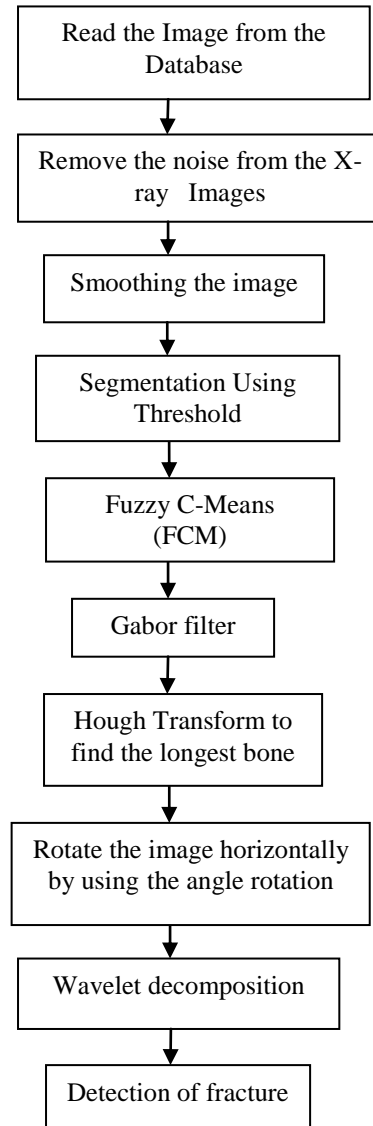 Read the Image from the
Database
Remove the noise from the X-
ray Images
Smoothing the image
Segmentation Using
Threshold
Fuzzy C-Means
(FCM)
Gabor filter
Hough Transform to
find the longest bone
Rotate the image horizontally
by using the angle rotation
Wavelet decomposition
Detection of fracture